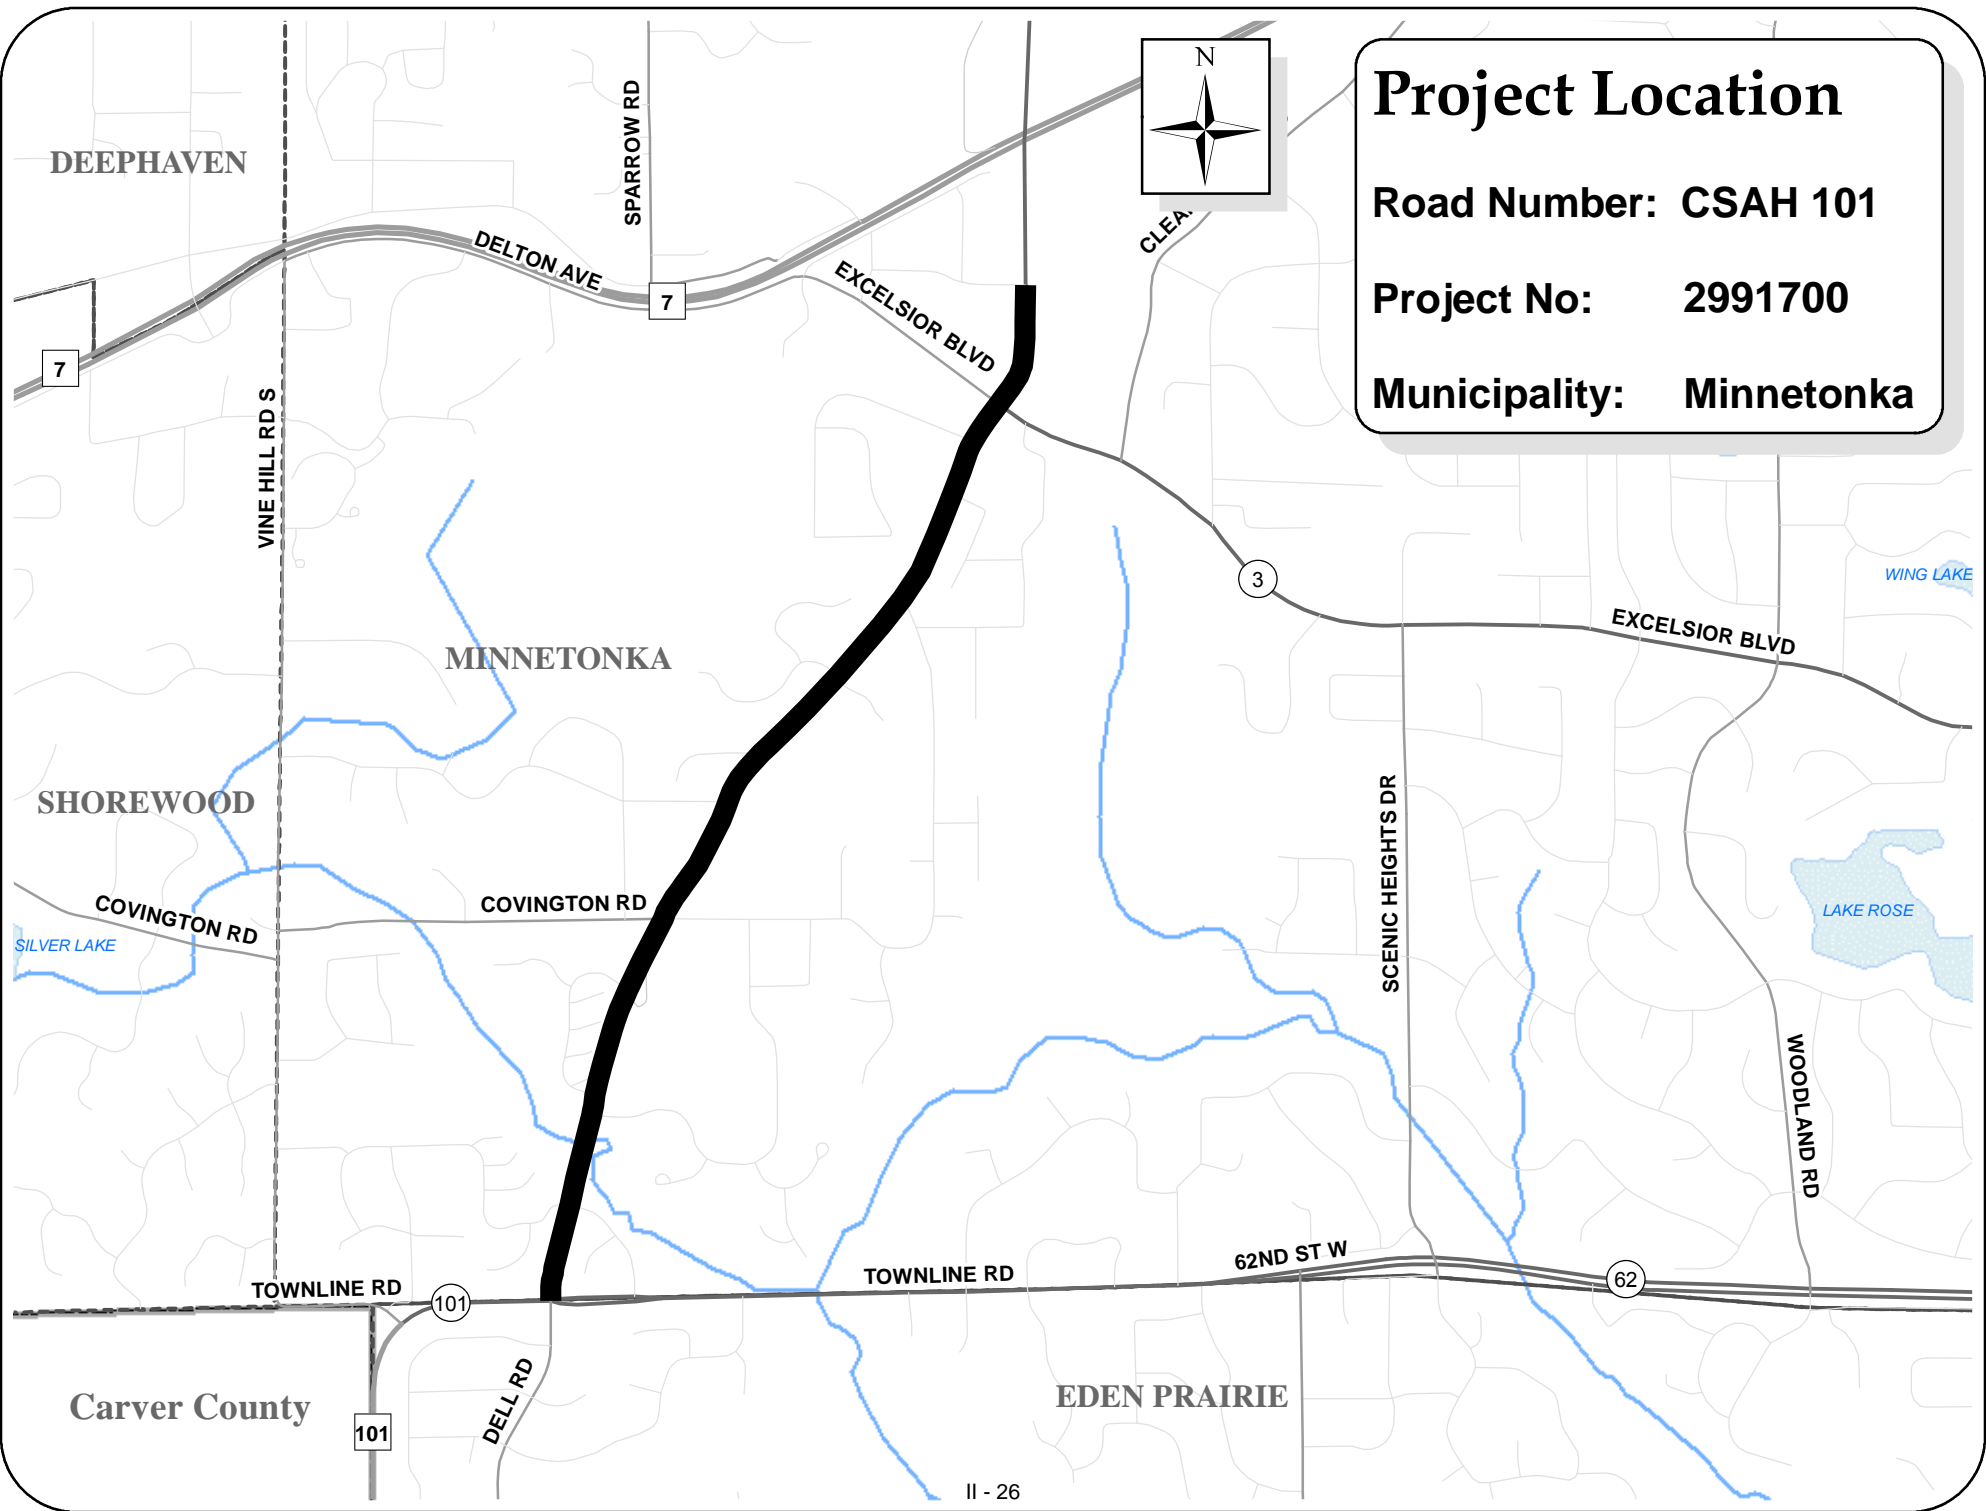 N
Project Location
Road Number: CSAH 101
Project No: 2991700
Municipality: Minnetonka
DEEPHAVEN
SPARROW RD
DELTON AVE
7
EXCELSIOR BLVD
7
VINE HILL RD S
3
WING LAKE
EXCELSIOR BLVD
MINNETONKA
SHOREWOOD
SCENIC HEIGHTS DR
COVINGTON RD
COVINGTON RD
SILVER LAKE
LAKE ROSE
WOODLAND RD
62ND ST W
TOWNLINE RD
TOWNLINE RD
101
62
DELL RD
Carver County
101
EDEN PRAIRIE
II - 26